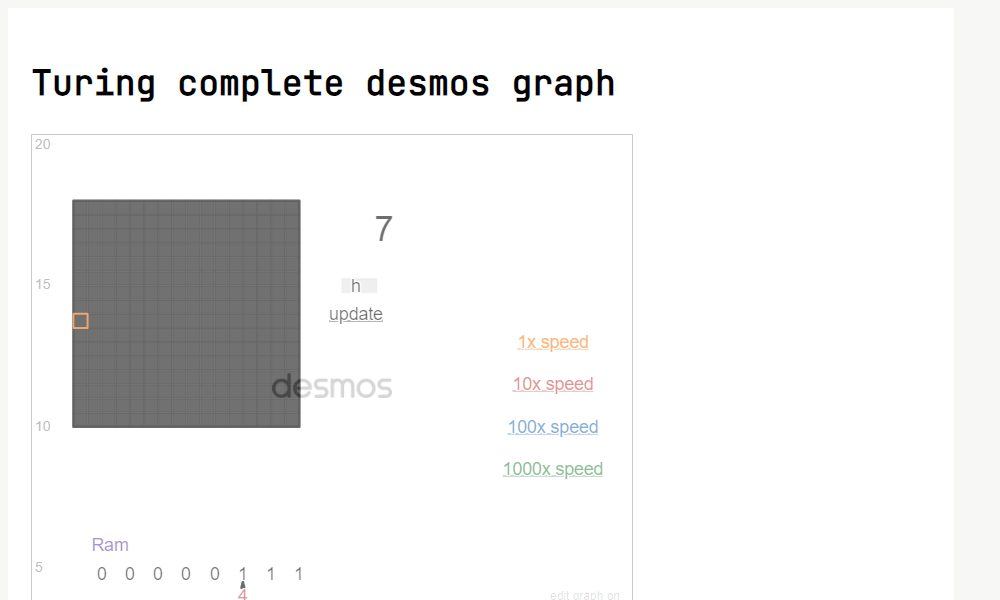 Turing complete desmos graph
20
7
15
h
update
1x speed
desmos
10x speed
10
100x speed
1000x speed
Ram
5
0 0 0 0 0 1 1 1
4
edit graph on